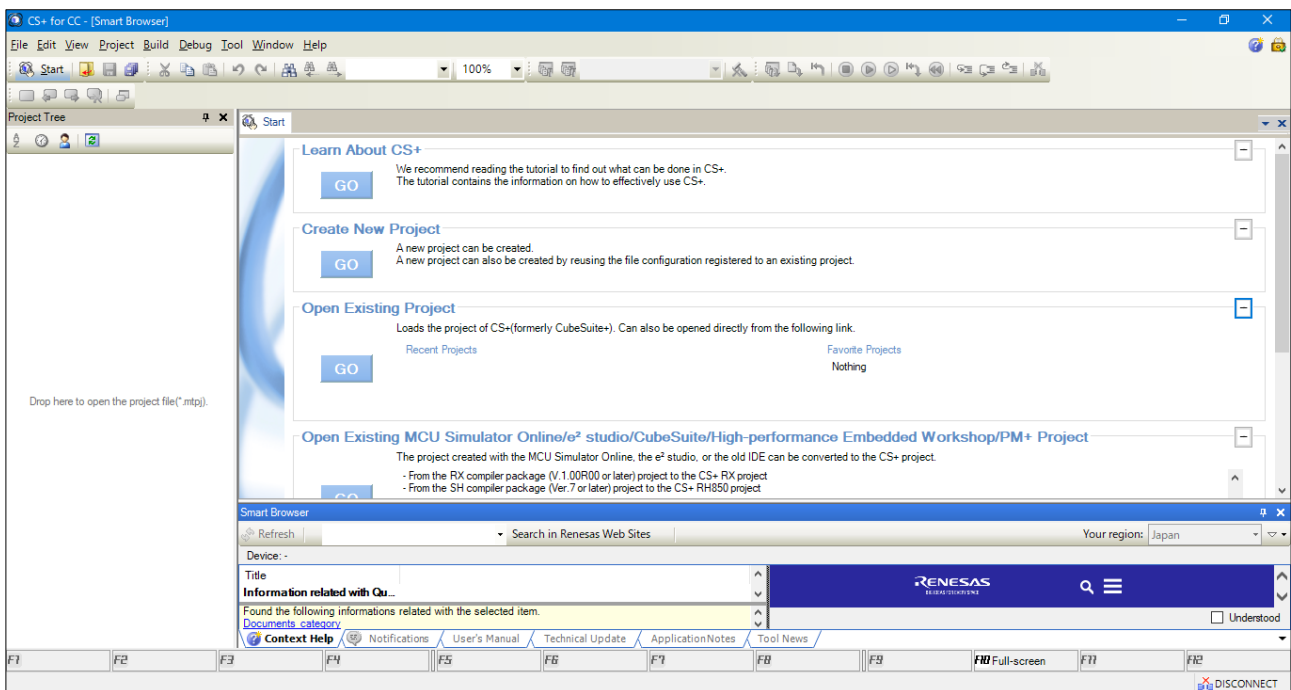 CS+ for CC - [Smart Browser]
File Edit View Project Build Debug Tool Window Help
Start 100%
Project Tree
Start
Drop here to open the project file(*.mtpj).
Learn About CS+
GO
We recommend reading the tutorial to find out what can be done in CS+.
The tutorial contains the information on how to effectively use CS+.
Create New Project
GO
A new project can be created.
A new project can also be created by reusing the file configuration registered to an existing project.
Open Existing Project
Loads the project of CS+(formerly CubeSuite+). Can also be opened directly from the following link.
GO
Recent Projects Favorite Projects
Nothing
Open Existing MCU Simulator Online/e² studio/CubeSuite/High-performance Embedded Workshop/PM+ Project
The project created with the MCU Simulator Online, the e² studio, or the old IDE can be converted to the CS+ project.
- From the RX compiler package (V.1.00R00 or later) project to the CS+ RX project
- From the SH compiler package (Ver.7 or later) project to the CS+ RH850 project
GO
Smart Browser
Refresh Search in Renesas Web Sites Your region: Japan
Device: -
Title
Information related with Qu...
Found the following informations related with the selected item.
Documents category
RENESAS
Understood
Context Help Notifications User's Manual Technical Update ApplicationNotes Tool News
F1 F2 F3 F4 F5 F6 F7 F8 F9 F10 Full-screen F11 F12
DISCONNECT